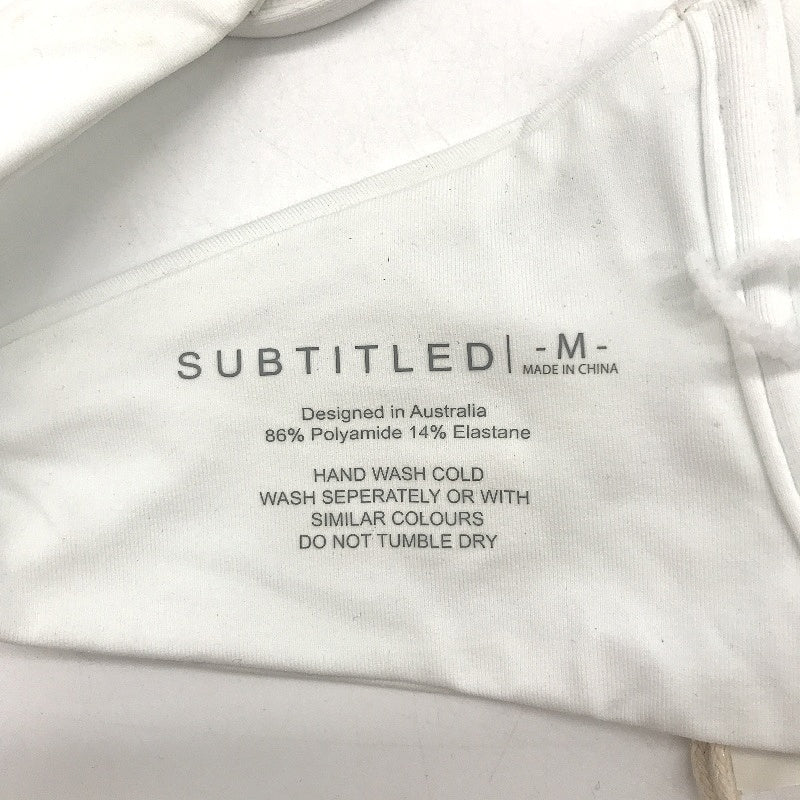 SUBTITLED | - M -
MADE IN CHINA
Designed in Australia
86% Polyamide 14% Elastane
HAND WASH COLD
WASH SEPERATELY OR WITH
SIMILAR COLOURS
DO NOT TUMBLE DRY